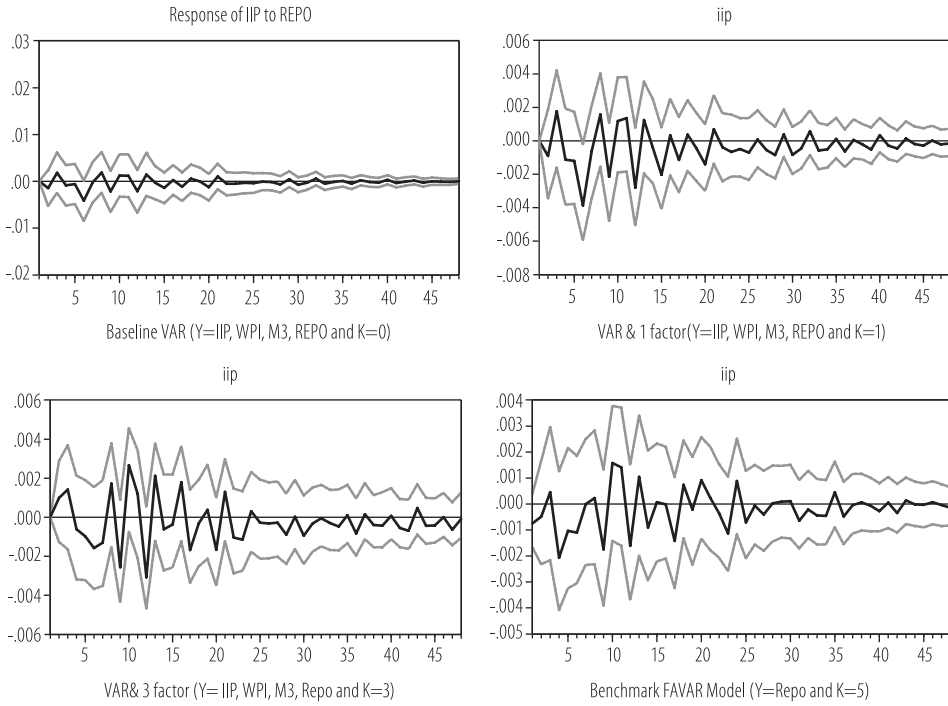 Response of IIP to REPO
.03
.02
.01
.00
-.01
-.02
5 10 15 20 25 30 35 40 45
Baseline VAR (Y=IIP, WPI, M3, REPO and K=0)
iip
.006
.004
.002
.000
-.002
-.004
-.006
-.008
5 10 15 20 25 30 35 40 45
VAR & 1 factor(Y=IIP, WPI, M3, REPO and K=1)
iip
.006
.004
.002
.000
-.002
-.004
-.006
5 10 15 20 25 30 35 40 45
VAR& 3 factor (Y= IIP, WPI, M3, Repo and K=3)
iip
.004
.003
.002
.001
.000
-.001
-.002
-.003
-.004
-.005
5 10 15 20 25 30 35 40 45
Benchmark FAVAR Model (Y=Repo and K=5)